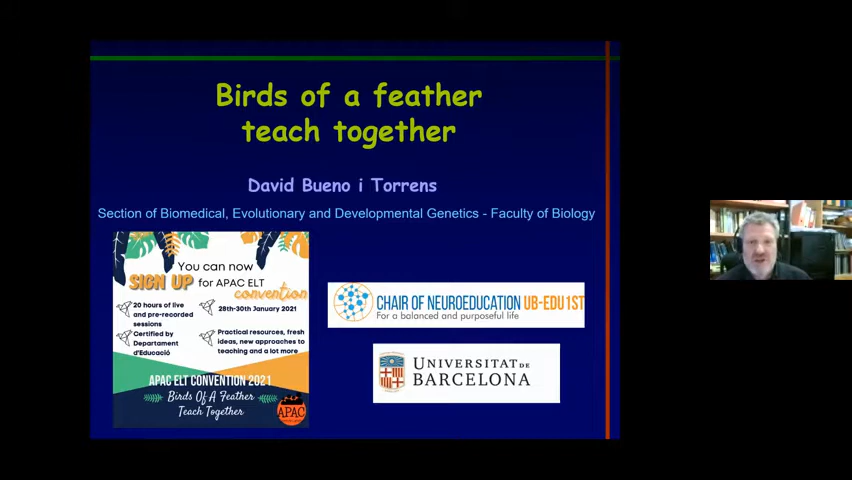 Birds of a feather
teach together
David Bueno i Torrens
Section of Biomedical, Evolutionary and Developmental Genetics - Faculty of Biology
You can now
SIGN UP for APAC ELT
convention
20 hours of live
and pre-recorded
sessions
Certified by
Departament
d'Educació
28th-30th January 2021
Practical resources, fresh
ideas, new approaches to
teaching and a lot more
APAC ELT CONVENTION 2021
Birds Of A Feather
Teach Together
APAC
CHAIR OF NEUROEDUCATION UB-EDU1ST
For a balanced and purposeful life
UNIVERSITAT DE
BARCELONA